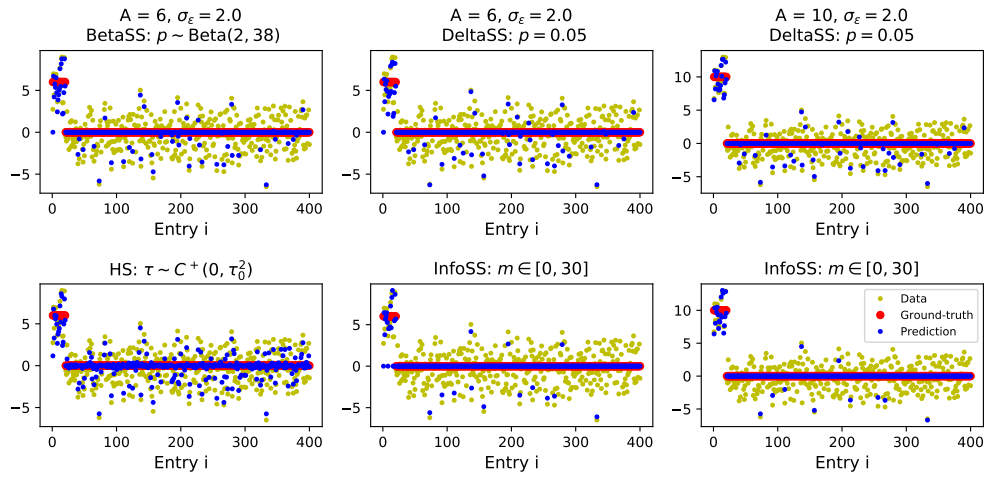 A = 6, σ_ε = 2.0
BetaSS: p ~ Beta(2, 38)
5
0
−5
0
100
200
300
400
Entry i
A = 6, σ_ε = 2.0
DeltaSS: p = 0.05
5
0
−5
0
100
200
300
400
Entry i
A = 10, σ_ε = 2.0
DeltaSS: p = 0.05
10
5
0
−5
0
100
200
300
400
Entry i
HS: τ ~ C⁺(0, τ₀²)
5
0
−5
0
100
200
300
400
Entry i
InfoSS: m ∈ [0, 30]
5
0
−5
0
100
200
300
400
Entry i
InfoSS: m ∈ [0, 30]
10
5
0
−5
0
100
200
300
400
Entry i
Data
Ground-truth
Prediction